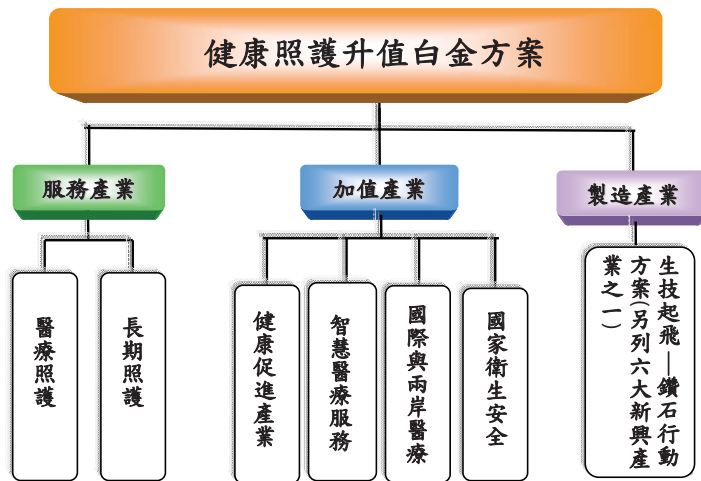 健康照護升值白金方案
服務產業
加值產業
製造產業
醫療照護
長期照護
健康促進產業
智慧醫療服務
國際與兩岸醫療
國家衛生安全
生技起飛—鑽石行動
方案(另列六大新興產
業之一)